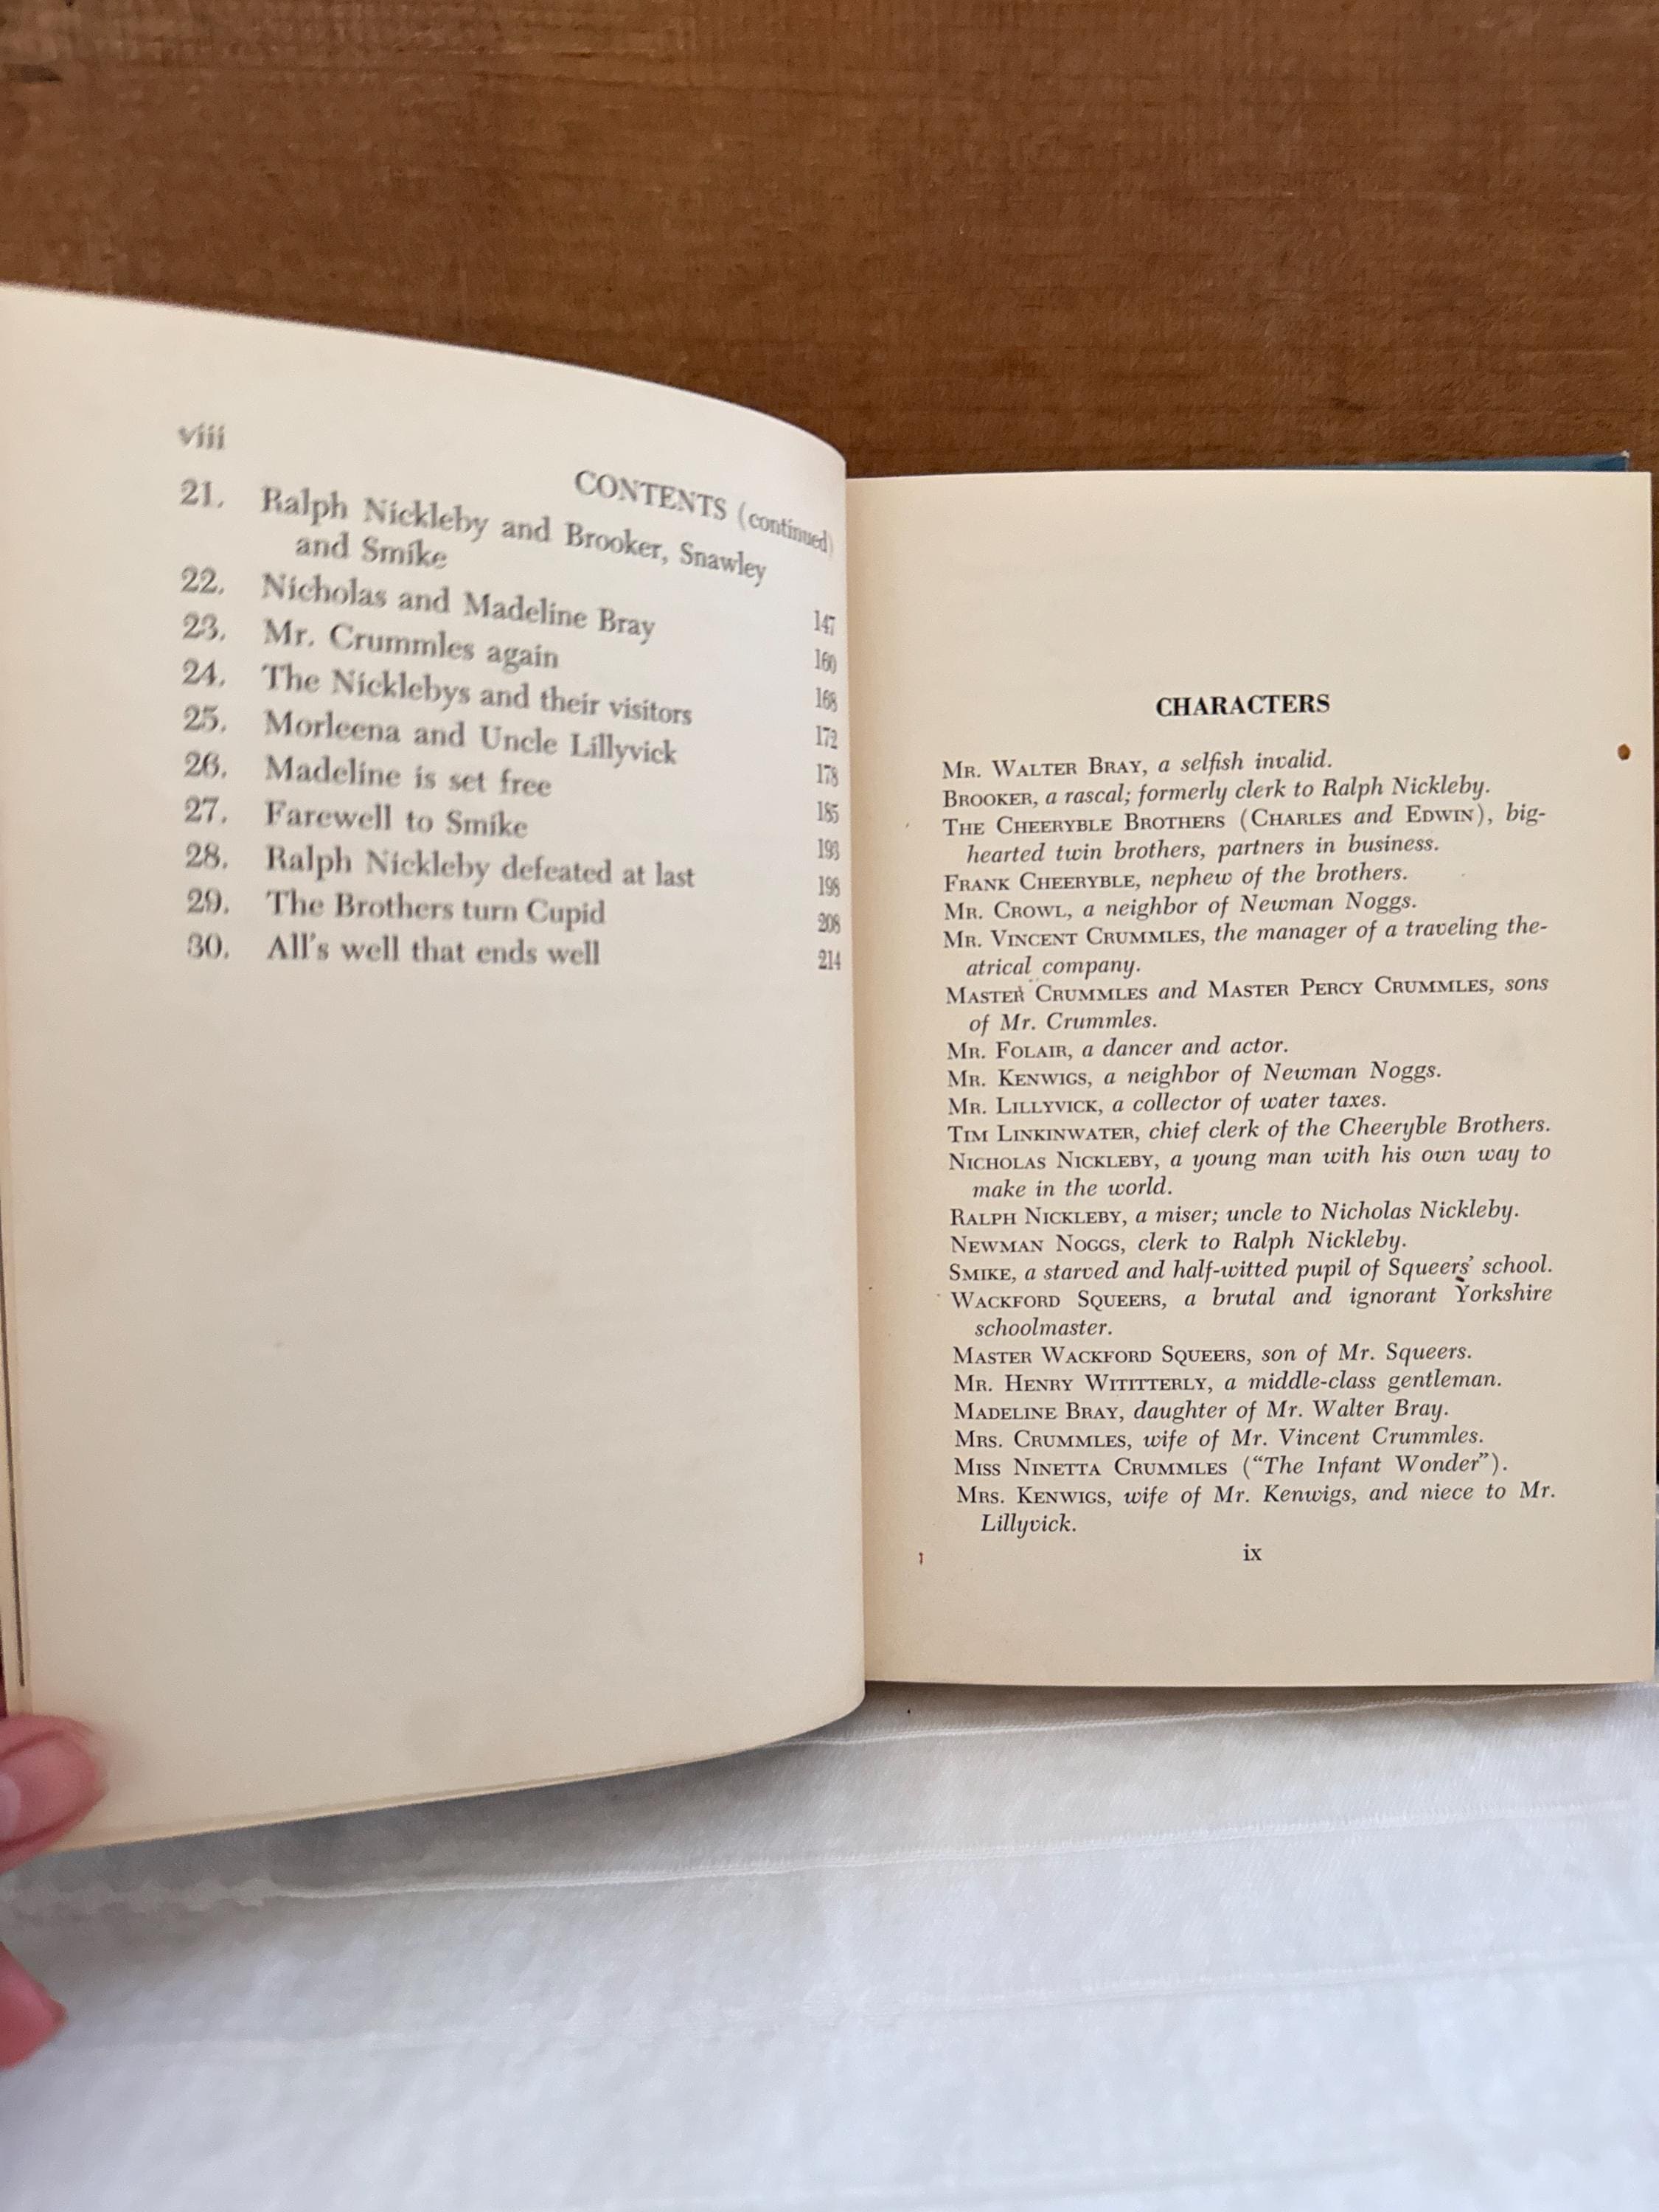 viii
CONTENTS (continued)
21. Ralph Nickleby and Brooker, Snawley
and Smike 147
22. Nicholas and Madeline Bray 160
23. Mr. Crummles again 168
24. The Nicklebys and their visitors 172
25. Morleena and Uncle Lillyvick 178
26. Madeline is set free 185
27. Farewell to Smike 193
28. Ralph Nickleby defeated at last 198
29. The Brothers turn Cupid 208
30. All's well that ends well 214
CHARACTERS
MR. WALTER BRAY, a selfish invalid.
BROOKER, a rascal; formerly clerk to Ralph Nickleby.
THE CHEERYBLE BROTHERS (CHARLES and EDWIN), big-
hearted twin brothers, partners in business.
FRANK CHEERYBLE, nephew of the brothers.
MR. CROWL, a neighbor of Newman Noggs.
MR. VINCENT CRUMMLES, the manager of a traveling the-
atrical company.
MASTER CRUMMLES and MASTER PERCY CRUMMLES, sons
of Mr. Crummles.
MR. FOLAIR, a dancer and actor.
MR. KENWIGS, a neighbor of Newman Noggs.
MR. LILLYVICK, a collector of water taxes.
TIM LINKINWATER, chief clerk of the Cheeryble Brothers.
NICHOLAS NICKLEBY, a young man with his own way to
make in the world.
RALPH NICKLEBY, a miser; uncle to Nicholas Nickleby.
NEWMAN NOGGS, clerk to Ralph Nickleby.
SMIKE, a starved and half-witted pupil of Squeers' school.
WACKFORD SQUEERS, a brutal and ignorant Yorkshire
schoolmaster.
MASTER WACKFORD SQUEERS, son of Mr. Squeers.
MR. HENRY WITITTERLY, a middle-class gentleman.
MADELINE BRAY, daughter of Mr. Walter Bray.
MRS. CRUMMLES, wife of Mr. Vincent Crummles.
MISS NINETTA CRUMMLES ("The Infant Wonder").
MRS. KENWIGS, wife of Mr. Kenwigs, and niece to Mr.
Lillyvick.
ix